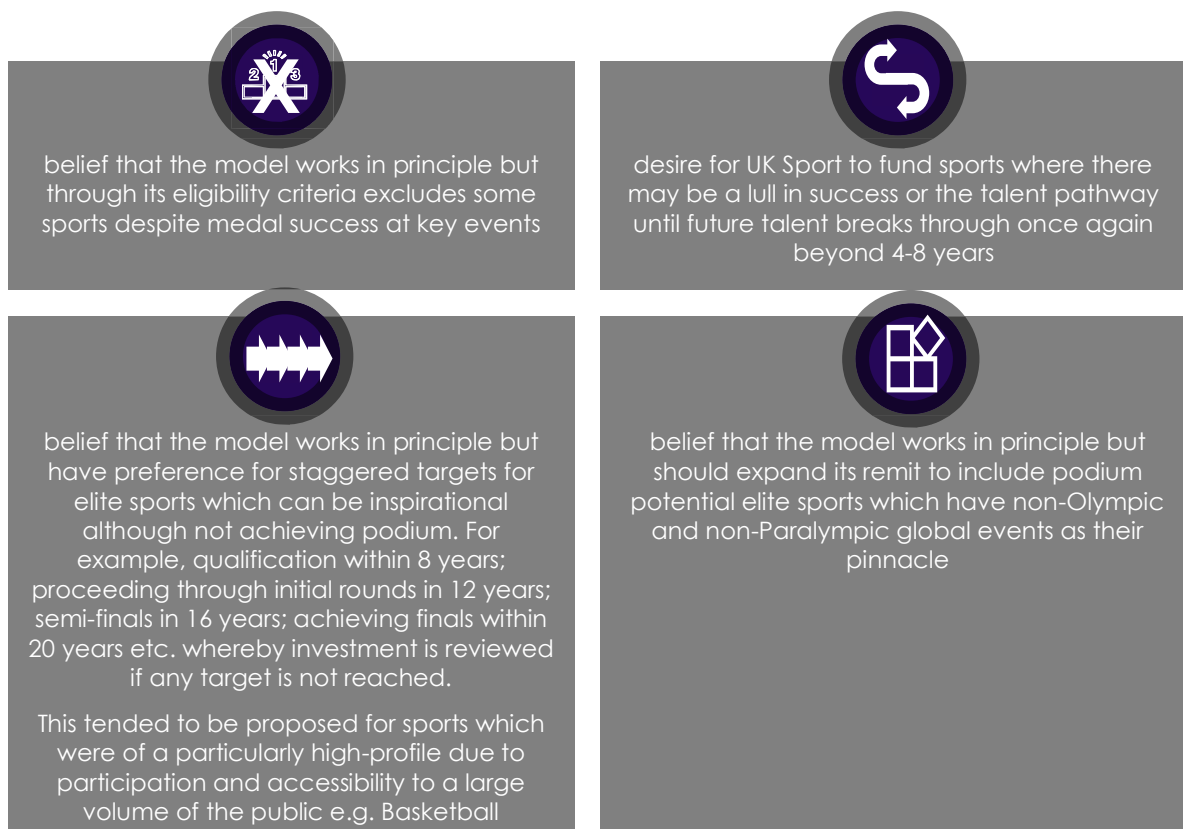 2 1 3
X
belief that the model works in principle but
through its eligibility criteria excludes some
sports despite medal success at key events
desire for UK Sport to fund sports where there
may be a lull in success or the talent pathway
until future talent breaks through once again
beyond 4-8 years
belief that the model works in principle but
have preference for staggered targets for
elite sports which can be inspirational
although not achieving podium. For
example, qualification within 8 years;
proceeding through initial rounds in 12 years;
semi-finals in 16 years; achieving finals within
20 years etc. whereby investment is reviewed
if any target is not reached.
This tended to be proposed for sports which
were of a particularly high-profile due to
participation and accessibility to a large
volume of the public e.g. Basketball
belief that the model works in principle but
should expand its remit to include podium
potential elite sports which have non-Olympic
and non-Paralympic global events as their
pinnacle